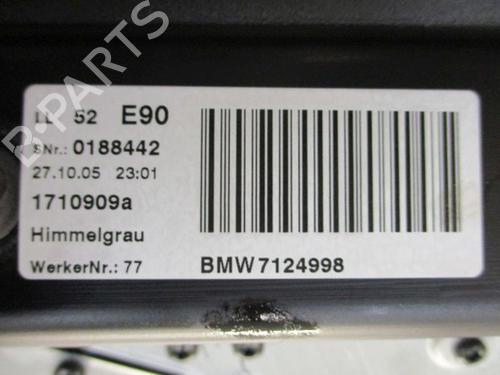 B-PARTS
LL 52 E90
SNr.: 0188442
27.10.05 23:01
1710909a
Himmelgrau
WerkerNr.: 77
BMW7124998